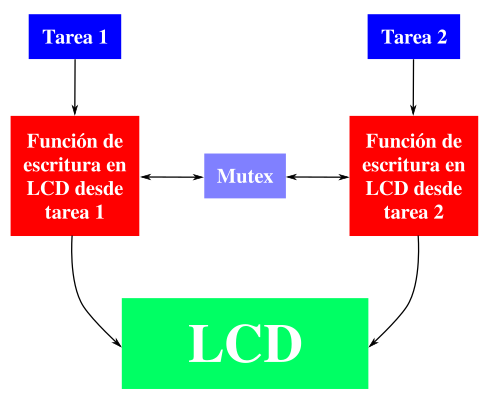 Tarea 1
Tarea 2
Función de
escritura en
LCD desde
tarea 1
Mutex
Función de
escritura en
LCD desde
tarea 2
LCD